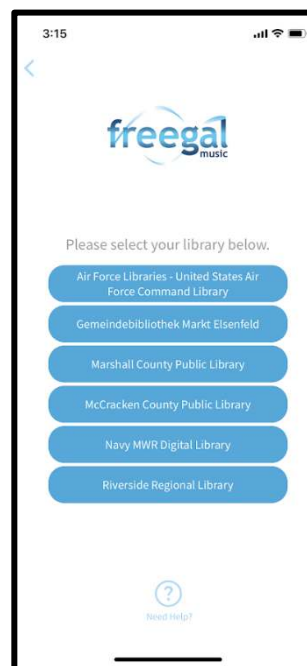 3:15
freegal
music
Please select your library below.
Air Force Libraries - United States Air
Force Command Library
Gemeindebibliothek Markt Elsenfeld
Marshall County Public Library
McCracken County Public Library
Navy MWR Digital Library
Riverside Regional Library
?
Need Help?